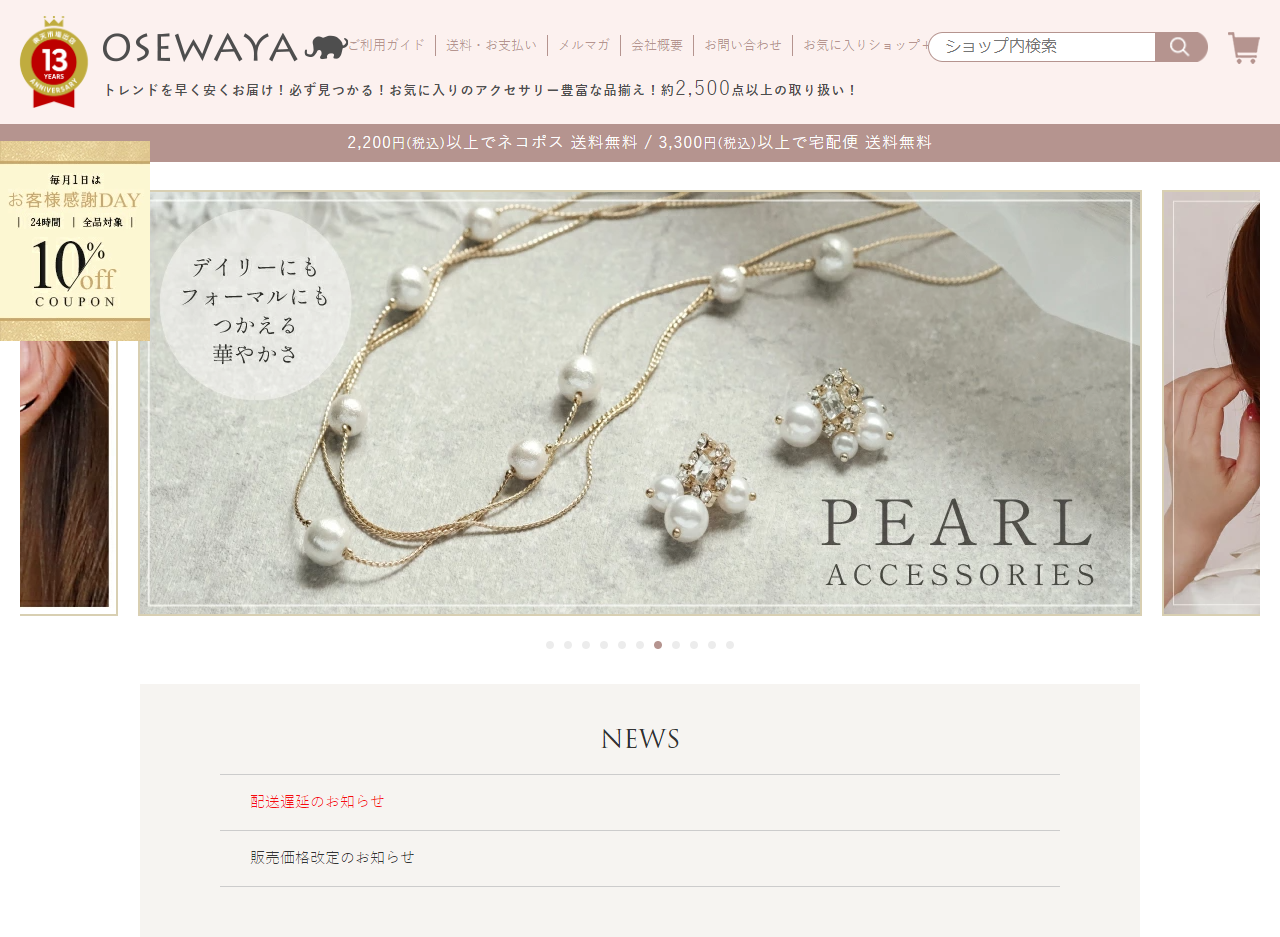 楽天市場出店
13
YEARS
ANNIVERSARY
OSEWAYA
ご利用ガイド
送料・お支払い
メルマガ
会社概要
お問い合わせ
お気に入りショップ+
ショップ内検索
トレンドを早く安くお届け!必ず見つかる!お気に入りのアクセサリー豊富な品揃え!約2,500点以上の取り扱い!
2,200円(税込)以上でネコポス 送料無料 / 3,300円(税込)以上で宅配便 送料無料
毎月1日は
お客様感謝DAY
| 24時間 | 全品対象 |
10%off
COUPON
デイリーにも
フォーマルにも
つかえる
華やかさ
PEARL
ACCESSORIES
NEWS
配送遅延のお知らせ
販売価格改定のお知らせ